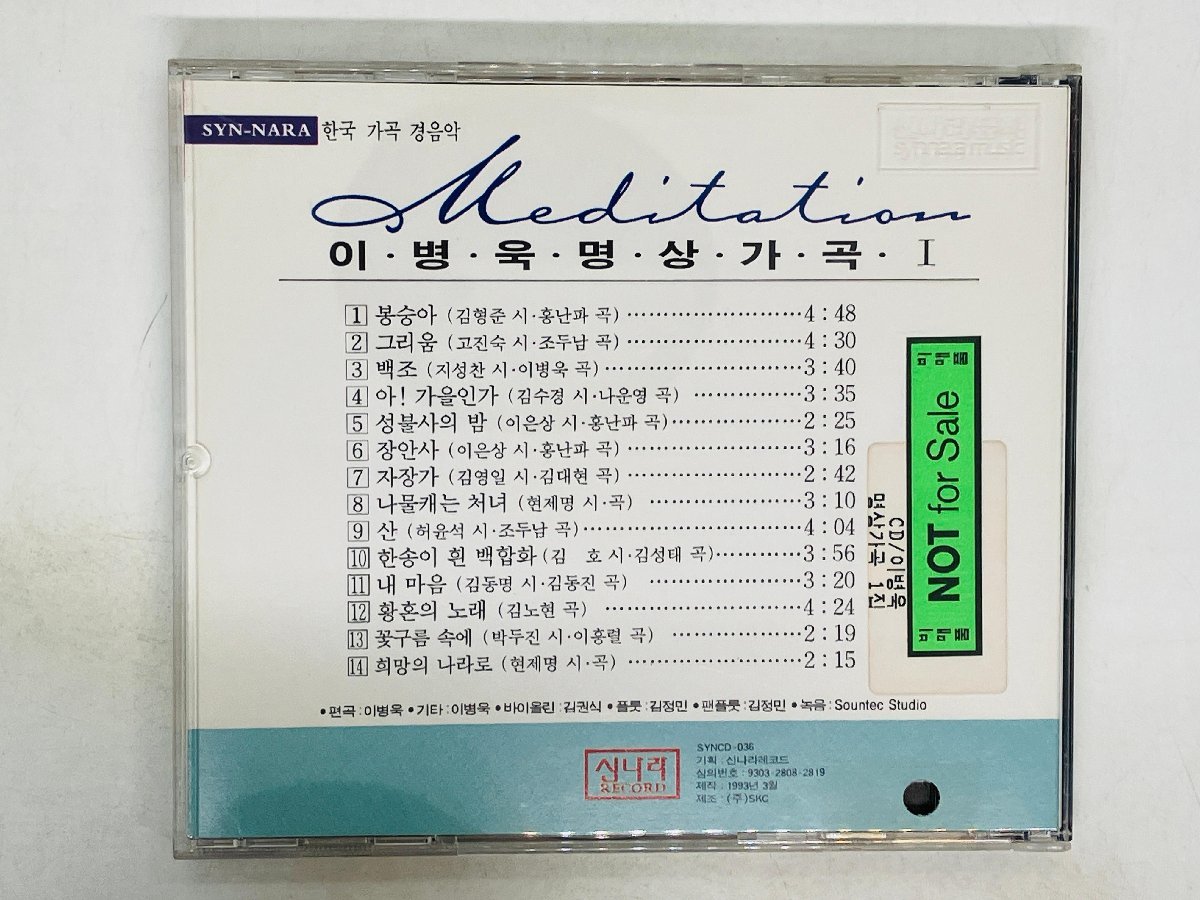 SYN-NARA 한국 가곡 경음악
synnara music
Meditation
이·병·욱·명·상·가·곡·I
1 봉숭아 (김형준 시·홍난파 곡) 4:48
2 그리움 (고진숙 시·조두남 곡) 4:30
3 백조 (지성찬 시·이병욱 곡) 3:40
4 아! 가을인가 (김수경 시·나운영 곡) 3:35
5 성불사의 밤 (이은상 시·홍난파 곡) 2:25
6 장안사 (이은상 시·홍난파 곡) 3:16
7 자장가 (김영일 시·김대현 곡) 2:42
8 나물캐는 처녀 (현제명 시·곡) 3:10
9 산 (허윤석 시·조두남 곡) 4:04
10 한송이 흰 백합화 (김 호 시·김성태 곡) 3:56
11 내 마음 (김동명 시·김동진 곡) 3:20
12 황혼의 노래 (김노현 곡) 4:24
13 꽃구름 속에 (박두진 시·이흥렬 곡) 2:19
14 희망의 나라로 (현제명 시·곡) 2:15
•편곡:이병욱 •기타:이병욱 •바이올린:김권식 •플룻:김정민 •팬플룻:김정민 •녹음:Sountec Studio
비매품
NOT for Sale
비매품
CD/이병욱
명상가곡 1집
신나라
RECORD
SYNCD-036
기획:신나라레코드
심의번호:9303-2808-2819
제작:1993년 3월
제조:(주)SKC